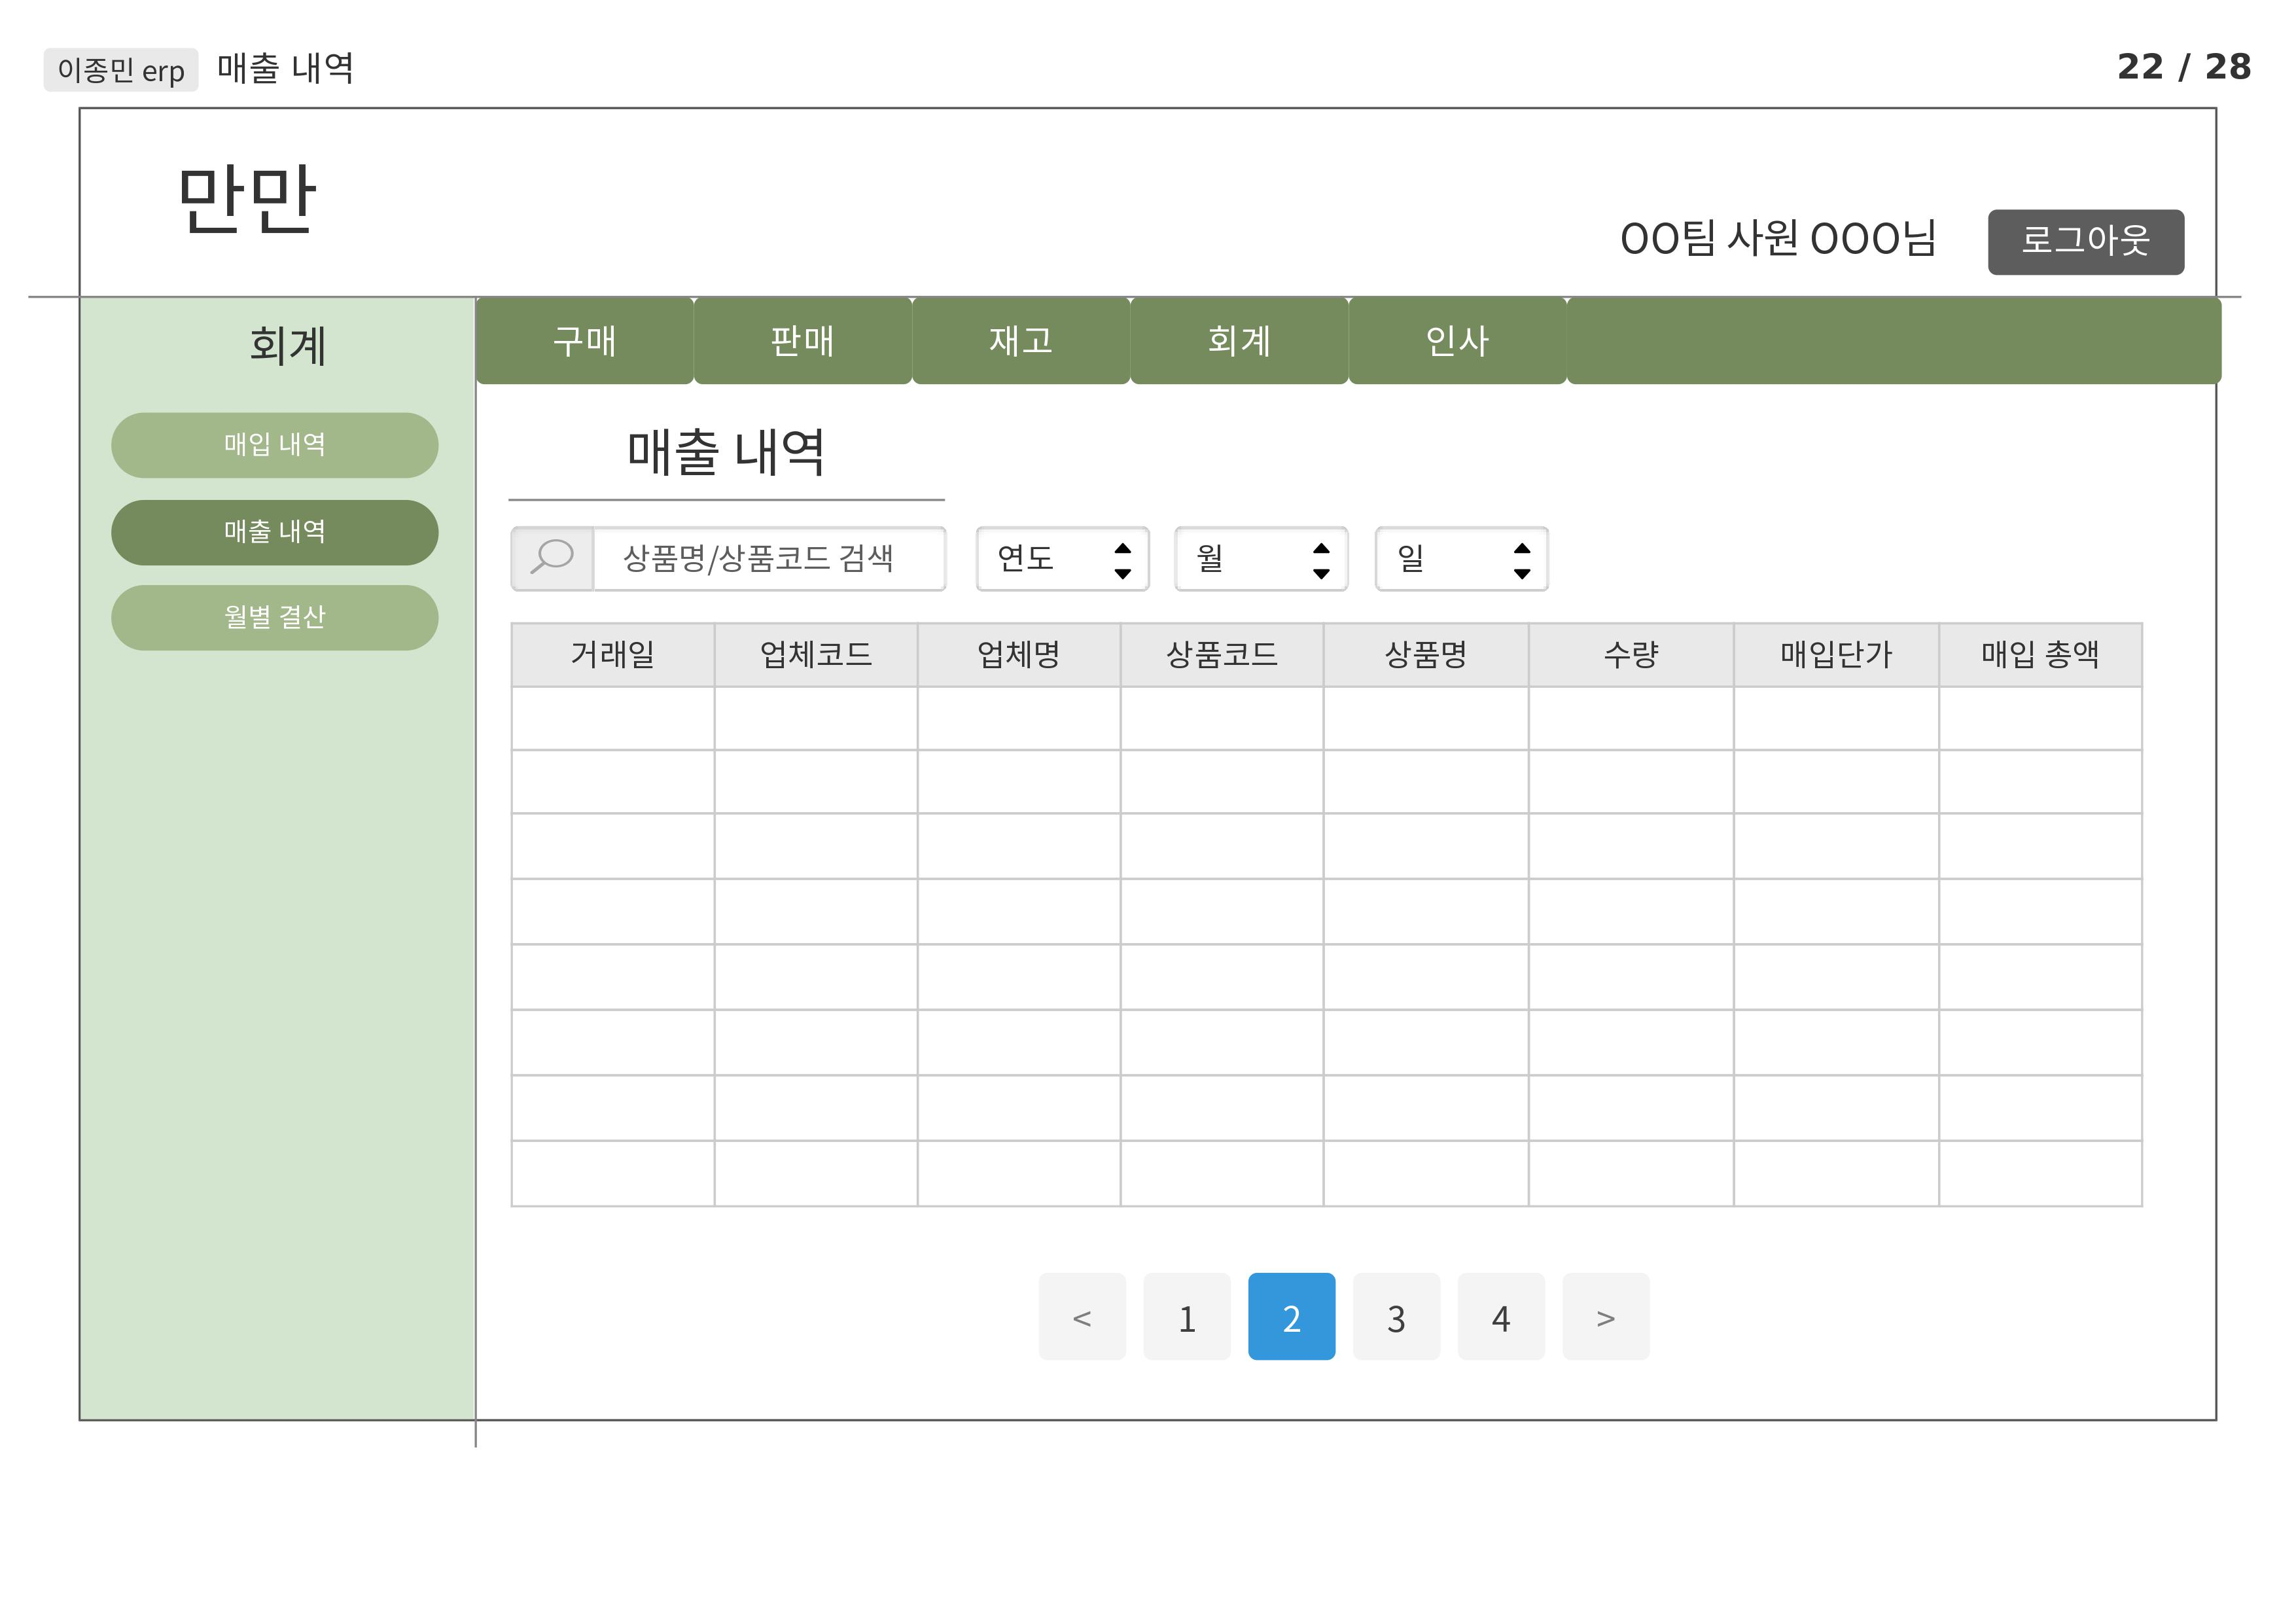 이종민 erp 매출 내역 22 / 28
만만
OO팀 사원 OOO님 로그아웃
회계 구매 판매 재고 회계 인사
매입 내역
매출 내역
월별 결산
매출 내역
상품명/상품코드 검색 연도 월 일
거래일 업체코드 업체명 상품코드 상품명 수량 매입단가 매입 총액
< 1 2 3 4 >